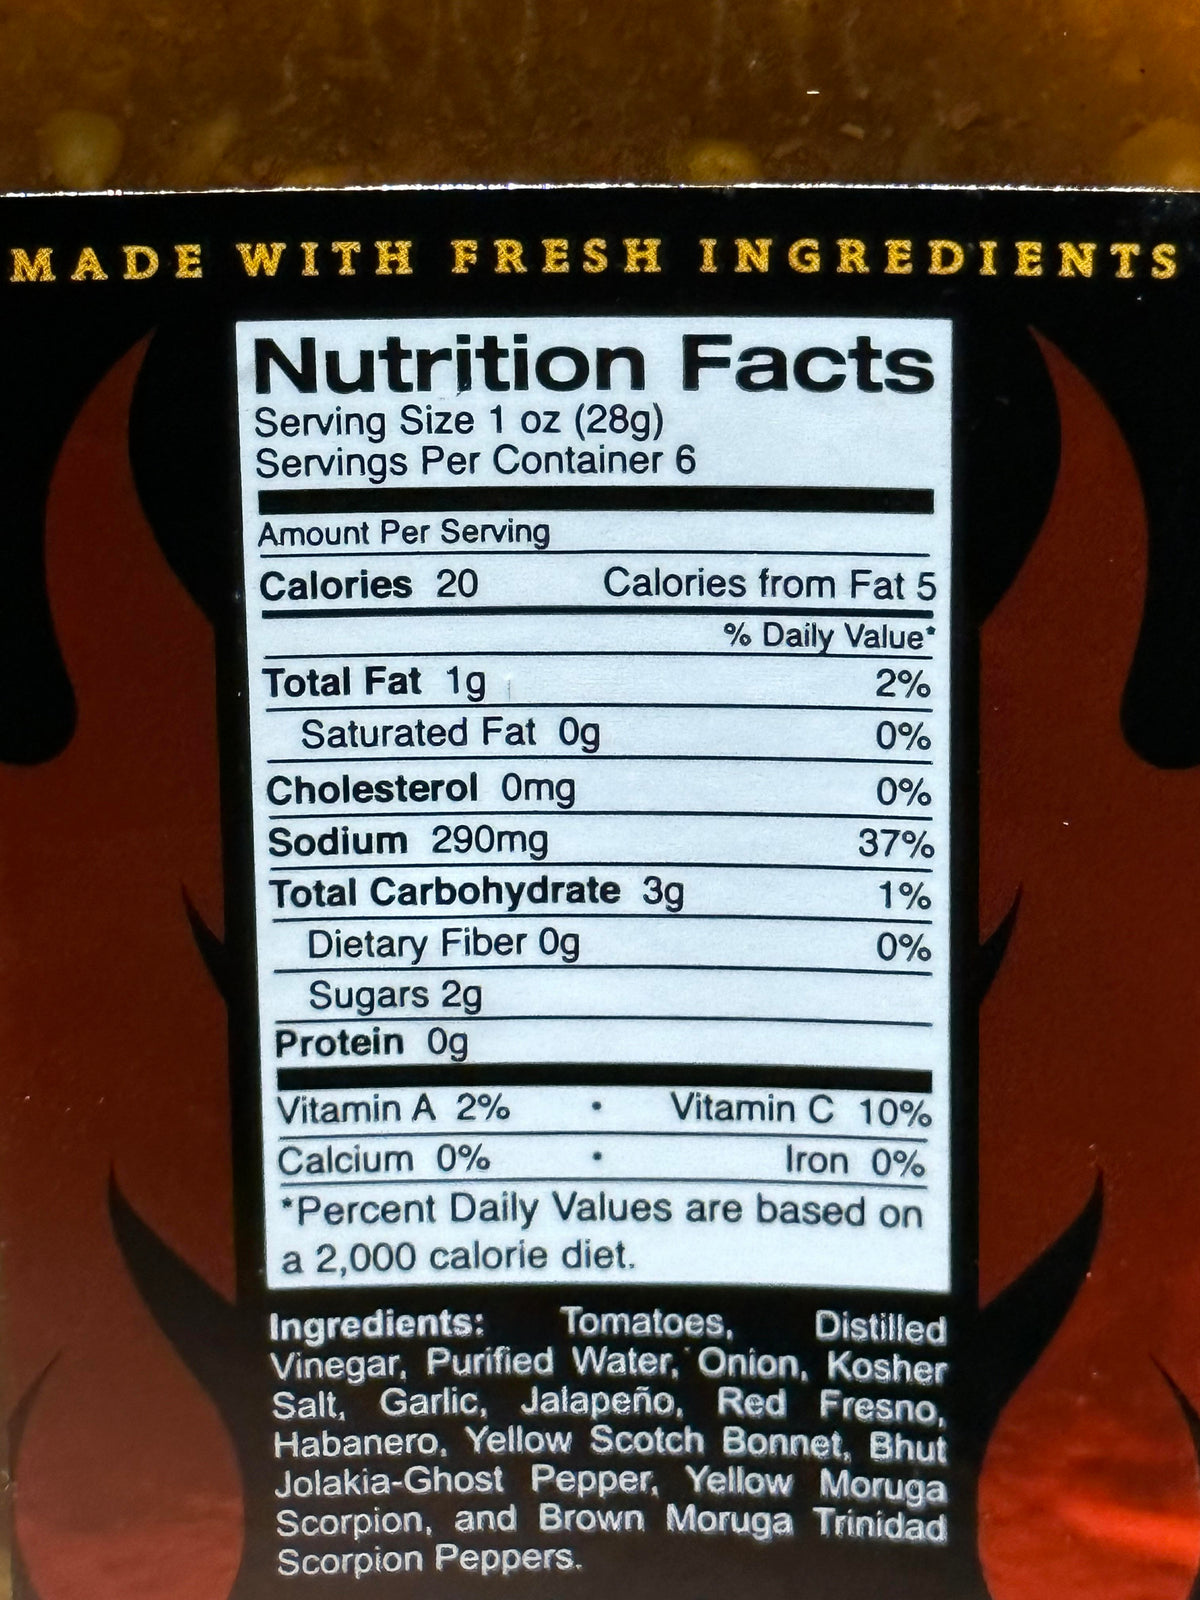 MADE WITH FRESH INGREDIENTS
Nutrition Facts
Serving Size 1 oz (28g)
Servings Per Container 6
Amount Per Serving
Calories 20 Calories from Fat 5
% Daily Value*
Total Fat 1g 2%
Saturated Fat 0g 0%
Cholesterol 0mg 0%
Sodium 290mg 37%
Total Carbohydrate 3g 1%
Dietary Fiber 0g 0%
Sugars 2g
Protein 0g
Vitamin A 2% • Vitamin C 10%
Calcium 0% • Iron 0%
*Percent Daily Values are based on
a 2,000 calorie diet.
Ingredients: Tomatoes, Distilled
Vinegar, Purified Water, Onion, Kosher
Salt, Garlic, Jalapeño, Red Fresno,
Habanero, Yellow Scotch Bonnet, Bhut
Jolakia-Ghost Pepper, Yellow Moruga
Scorpion, and Brown Moruga Trinidad
Scorpion Peppers.